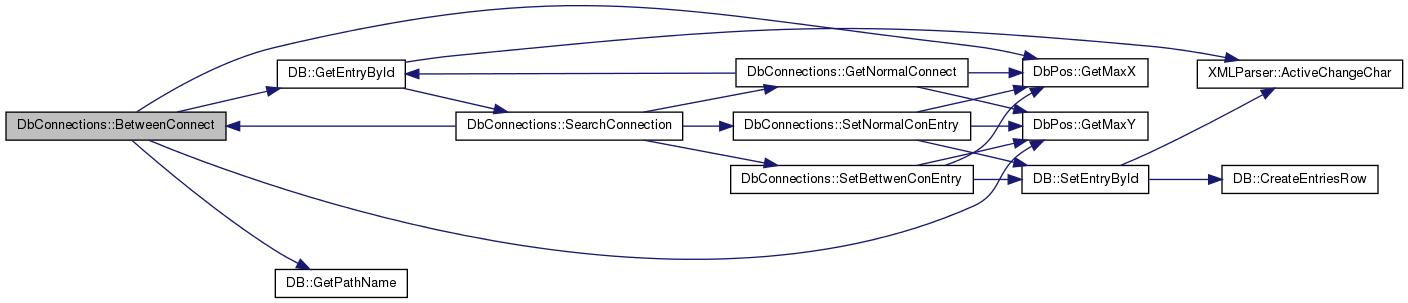 DbConnections::BetweenConnect
DB::GetEntryById
DB::GetPathName
DbConnections::SearchConnection
DbConnections::GetNormalConnect
DbConnections::SetNormalConEntry
DbConnections::SetBettwenConEntry
DbPos::GetMaxX
DbPos::GetMaxY
DB::SetEntryById
XMLParser::ActiveChangeChar
DB::CreateEntriesRow